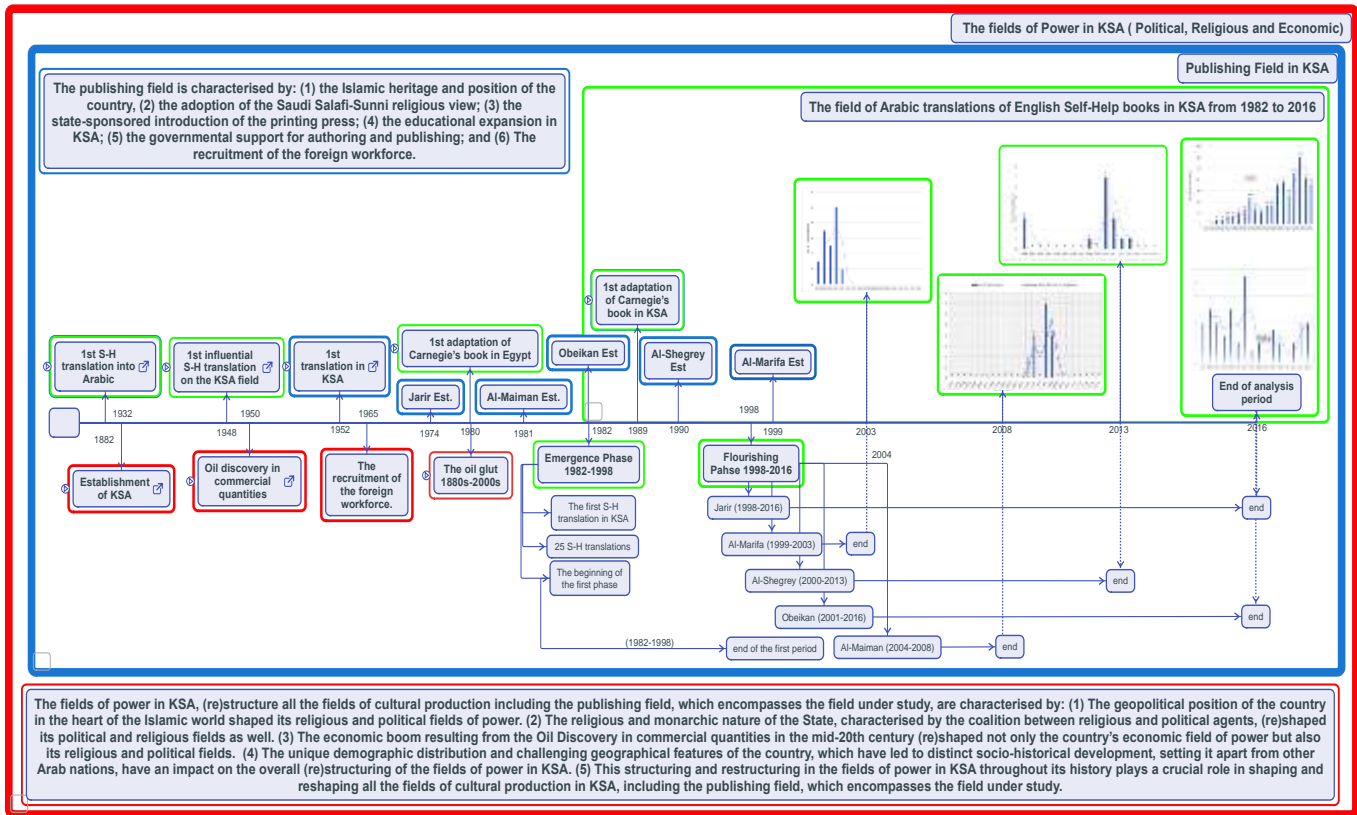 The fields of Power in KSA ( Political, Religious and Economic)
Publishing Field in KSA
The publishing field is characterised by: (1) the Islamic heritage and position of the
country, (2) the adoption of the Saudi Salafi-Sunni religious view; (3) the
state-sponsored introduction of the printing press; (4) the educational expansion in
KSA; (5) the governmental support for authoring and publishing; and (6) The
recruitment of the foreign workforce.
The field of Arabic translations of English Self-Help books in KSA from 1982 to 2016
1st adaptation
of Carnegie's
book in KSA
1st S-H
translation into
Arabic
1st influential
S-H translation
on the KSA field
1st
translation in
KSA
1st adaptation of
Carnegie's book in Egypt
Obeikan Est
Al-Shegrey
Est
Al-Marifa Est
End of analysis
period
Jarir Est.
Al-Maiman Est.
1932
1950
1965
1998
1882
1948
1952
1974
1980
1981
1982
1989
1990
1999
2003
2008
2013
2016
Establishment
of KSA
Oil discovery in
commercial
quantities
The
recruitment of
the foreign
workforce.
The oil glut
1880s-2000s
Emergence Phase
1982-1998
Flourishing
Pahse 1998-2016
2004
The first S-H
translation in KSA
25 S-H translations
The beginning of
the first phase
(1982-1998)
end of the first period
Jarir (1998-2016)
end
Al-Marifa (1999-2003)
end
Al-Shegrey (2000-2013)
end
Obeikan (2001-2016)
end
Al-Maiman (2004-2008)
end
The fields of power in KSA, (re)structure all the fields of cultural production including the publishing field, which encompasses the field under study, are characterised by: (1) The geopolitical position of the country
in the heart of the Islamic world shaped its religious and political fields of power. (2) The religious and monarchic nature of the State, characterised by the coalition between religious and political agents, (re)shaped
its political and religious fields as well. (3) The economic boom resulting from the Oil Discovery in commercial quantities in the mid-20th century (re)shaped not only the country's economic field of power but also
its religious and political fields. (4) The unique demographic distribution and challenging geographical features of the country, which have led to distinct socio-historical development, setting it apart from other
Arab nations, have an impact on the overall (re)structuring of the fields of power in KSA. (5) This structuring and restructuring in the fields of power in KSA throughout its history plays a crucial role in shaping and
reshaping all the fields of cultural production in KSA, including the publishing field, which encompasses the field under study.